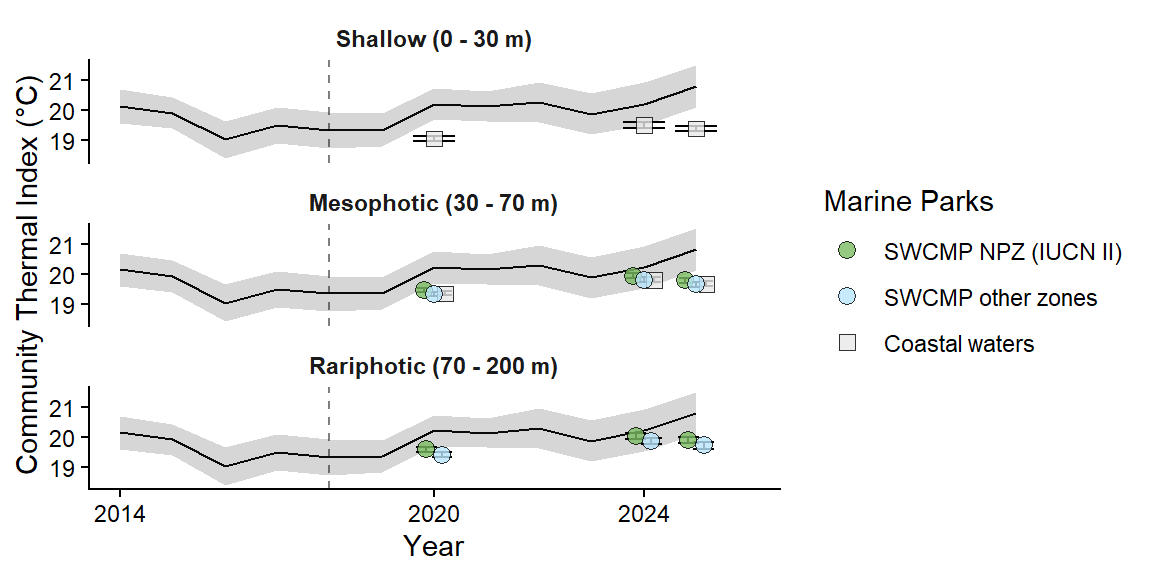 Shallow (0 - 30 m)
21
20
19
Mesophotic (30 - 70 m)
21
20
19
Rariphotic (70 - 200 m)
21
20
19
Community Thermal Index (°C)
2014
2020
2024
Year
Marine Parks
SWCMP NPZ (IUCN II)
SWCMP other zones
Coastal waters